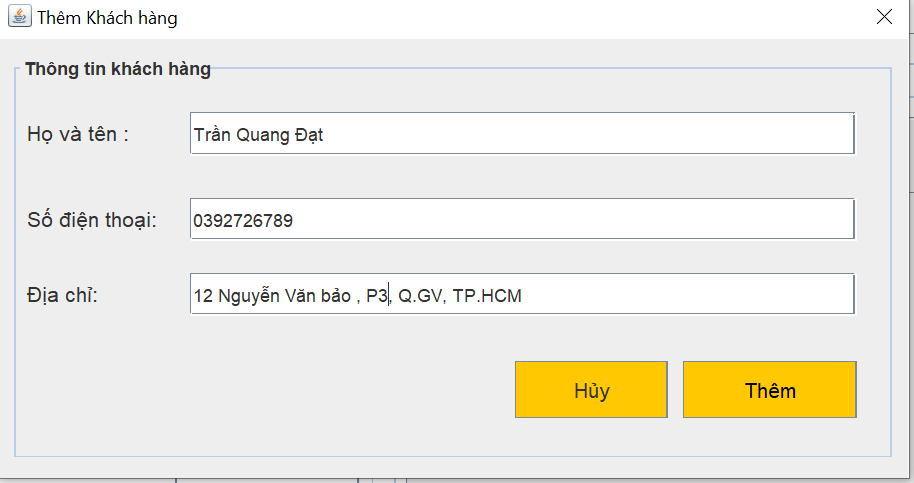 Thêm Khách hàng
Thông tin khách hàng
Họ và tên : Trần Quang Đạt
Số điện thoại: 0392726789
Địa chỉ: 12 Nguyễn Văn bảo , P3, Q.GV, TP.HCM
Hủy Thêm